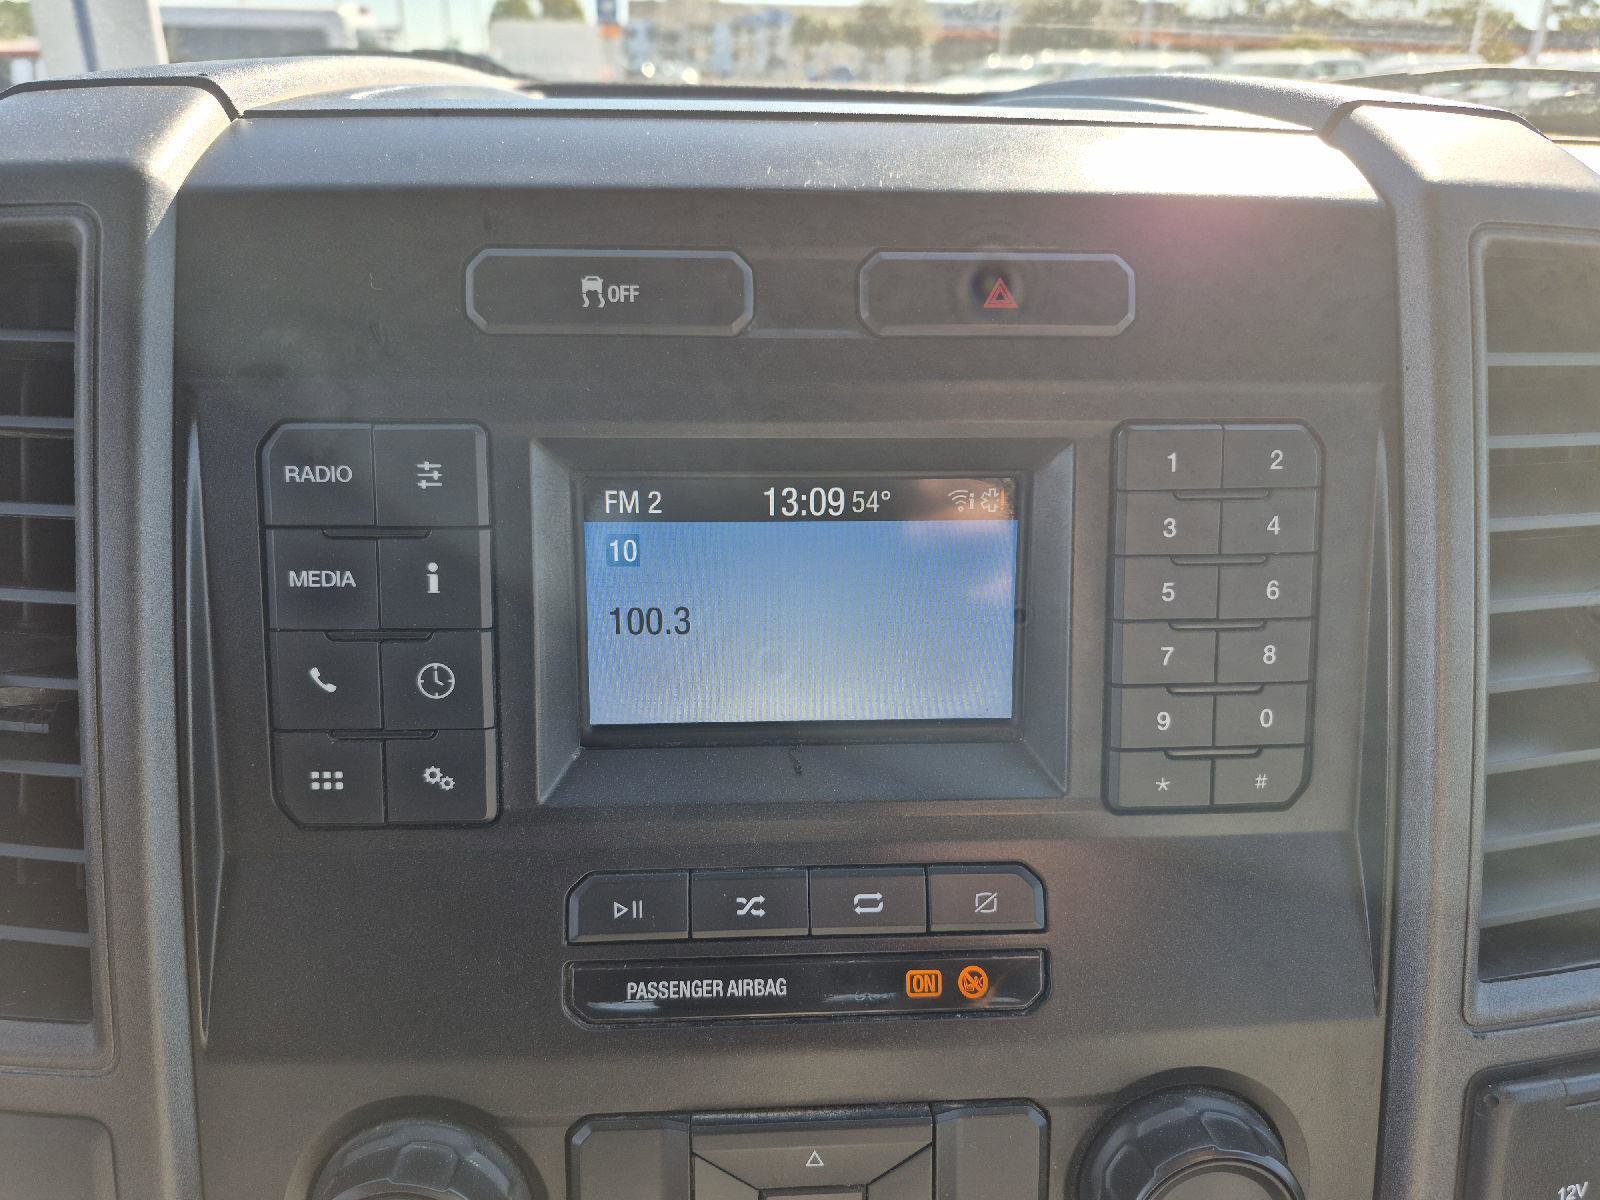 OFF
RADIO
MEDIA
FM 2 13:09 54°
10
100.3
1 2
3 4
5 6
7 8
9 0
* #
PASSENGER AIRBAG ON
12V